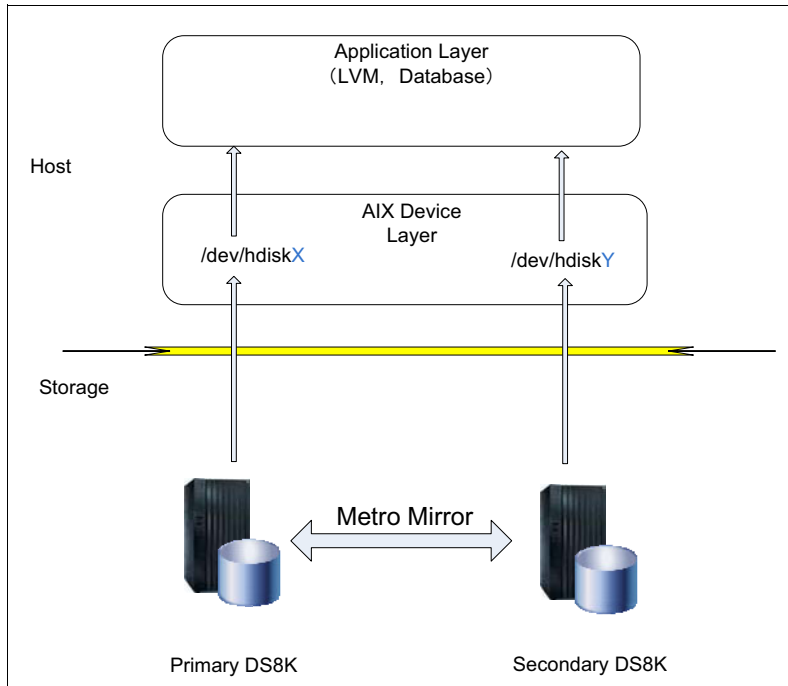 Application Layer
（LVM，Database）
Host
AIX Device
Layer
/dev/hdiskX
/dev/hdiskY
Storage
Metro Mirror
Primary DS8K
Secondary DS8K